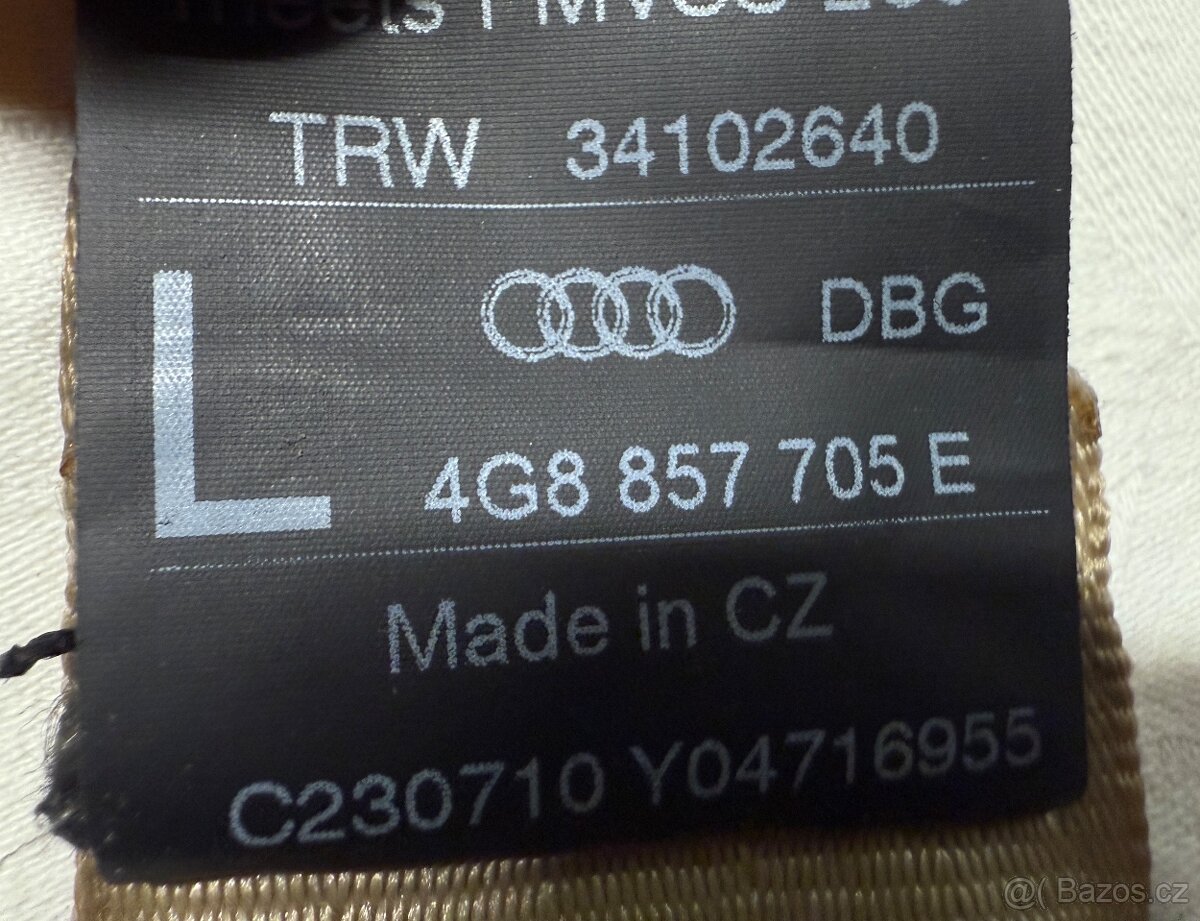 TRW 34102640
L
DBG
4G8 857 705 E
Made in CZ
C230710 Y04716955
@( Bazos.cz